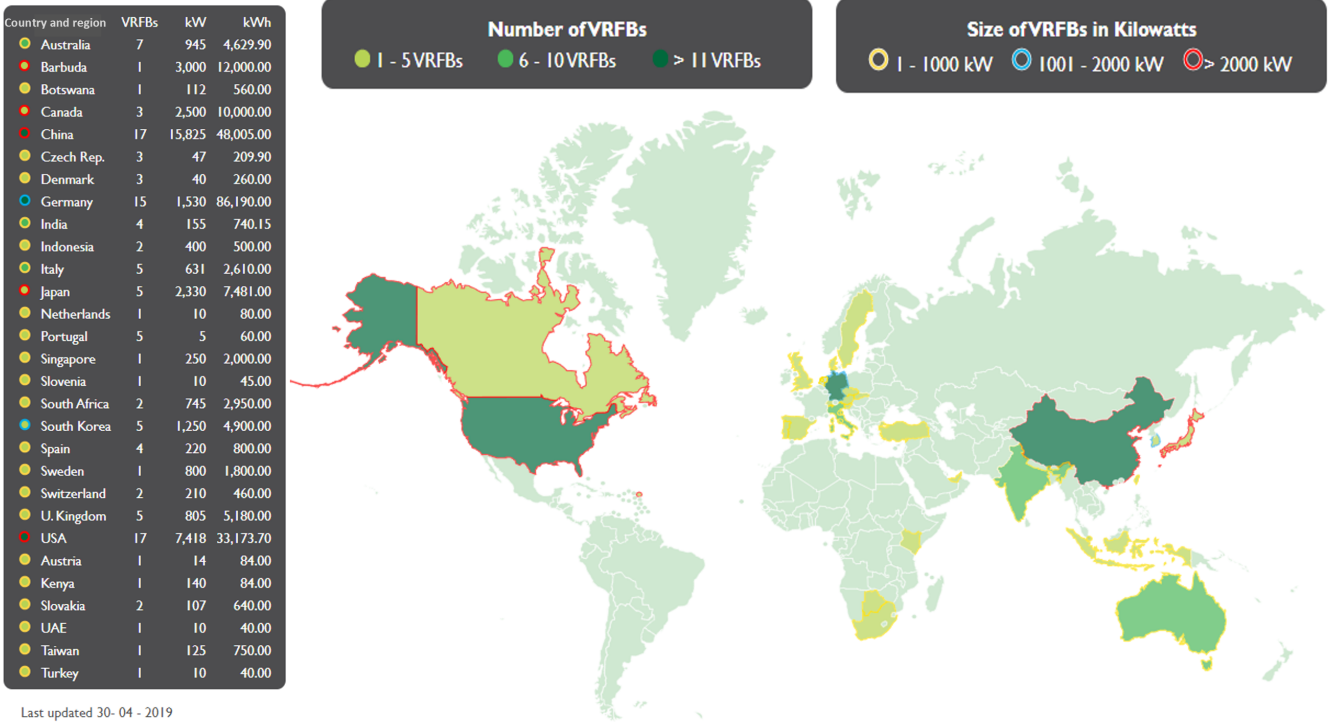 Country and region VRFBs kW kWh
Australia 7 945 4,629.90
Barbuda 1 3,000 12,000.00
Botswana 1 112 560.00
Canada 3 2,500 10,000.00
China 17 15,825 48,005.00
Czech Rep. 3 47 209.90
Denmark 3 40 260.00
Germany 15 1,530 86,190.00
India 4 155 740.15
Indonesia 2 400 500.00
Italy 5 631 2,610.00
Japan 5 2,330 7,481.00
Netherlands 1 10 80.00
Portugal 5 5 60.00
Singapore 1 250 2,000.00
Slovenia 1 10 45.00
South Africa 2 745 2,950.00
South Korea 5 1,250 4,900.00
Spain 4 220 800.00
Sweden 1 800 1,800.00
Switzerland 2 210 460.00
U. Kingdom 5 805 5,180.00
USA 17 7,418 33,173.70
Austria 1 14 84.00
Kenya 1 140 84.00
Slovakia 2 107 640.00
UAE 1 10 40.00
Taiwan 1 125 750.00
Turkey 1 10 40.00
Last updated 30- 04 - 2019
Number of VRFBs
1 - 5 VRFBs 6 - 10 VRFBs > 11 VRFBs
Size of VRFBs in Kilowatts
1 - 1000 kW 1001 - 2000 kW > 2000 kW